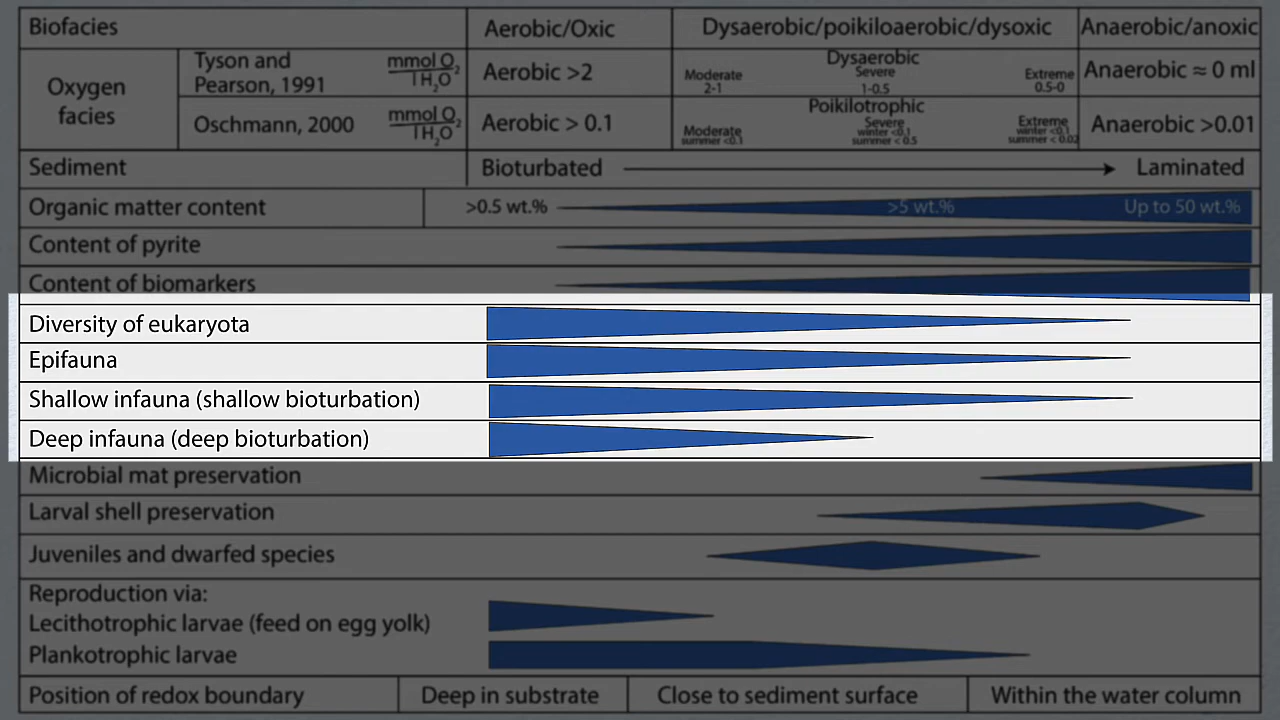 Biofacies Aerobic/Oxic Dysaerobic/poikiloaerobic/dysoxic Anaerobic/anoxic
Oxygen facies
Tyson and Pearson, 1991 mmol O2 / l H2O Aerobic >2
Dysaerobic
Moderate 2-1
Severe 1-0.5
Extreme 0.5-0
Anaerobic ≈ 0 ml
Oschmann, 2000 mmol O2 / l H2O Aerobic > 0.1
Poikilotrophic
Moderate summer <0.1
Severe winter <0.1 summer < 0.5
Extreme winter <0.1 summer < 0.02
Anaerobic >0.01
Sediment Bioturbated Laminated
Organic matter content >0.5 wt.% >5 wt.% Up to 50 wt.%
Content of pyrite
Content of biomarkers
Diversity of eukaryota
Epifauna
Shallow infauna (shallow bioturbation)
Deep infauna (deep bioturbation)
Microbial mat preservation
Larval shell preservation
Juveniles and dwarfed species
Reproduction via:
Lecithotrophic larvae (feed on egg yolk)
Plankotrophic larvae
Position of redox boundary Deep in substrate Close to sediment surface Within the water column